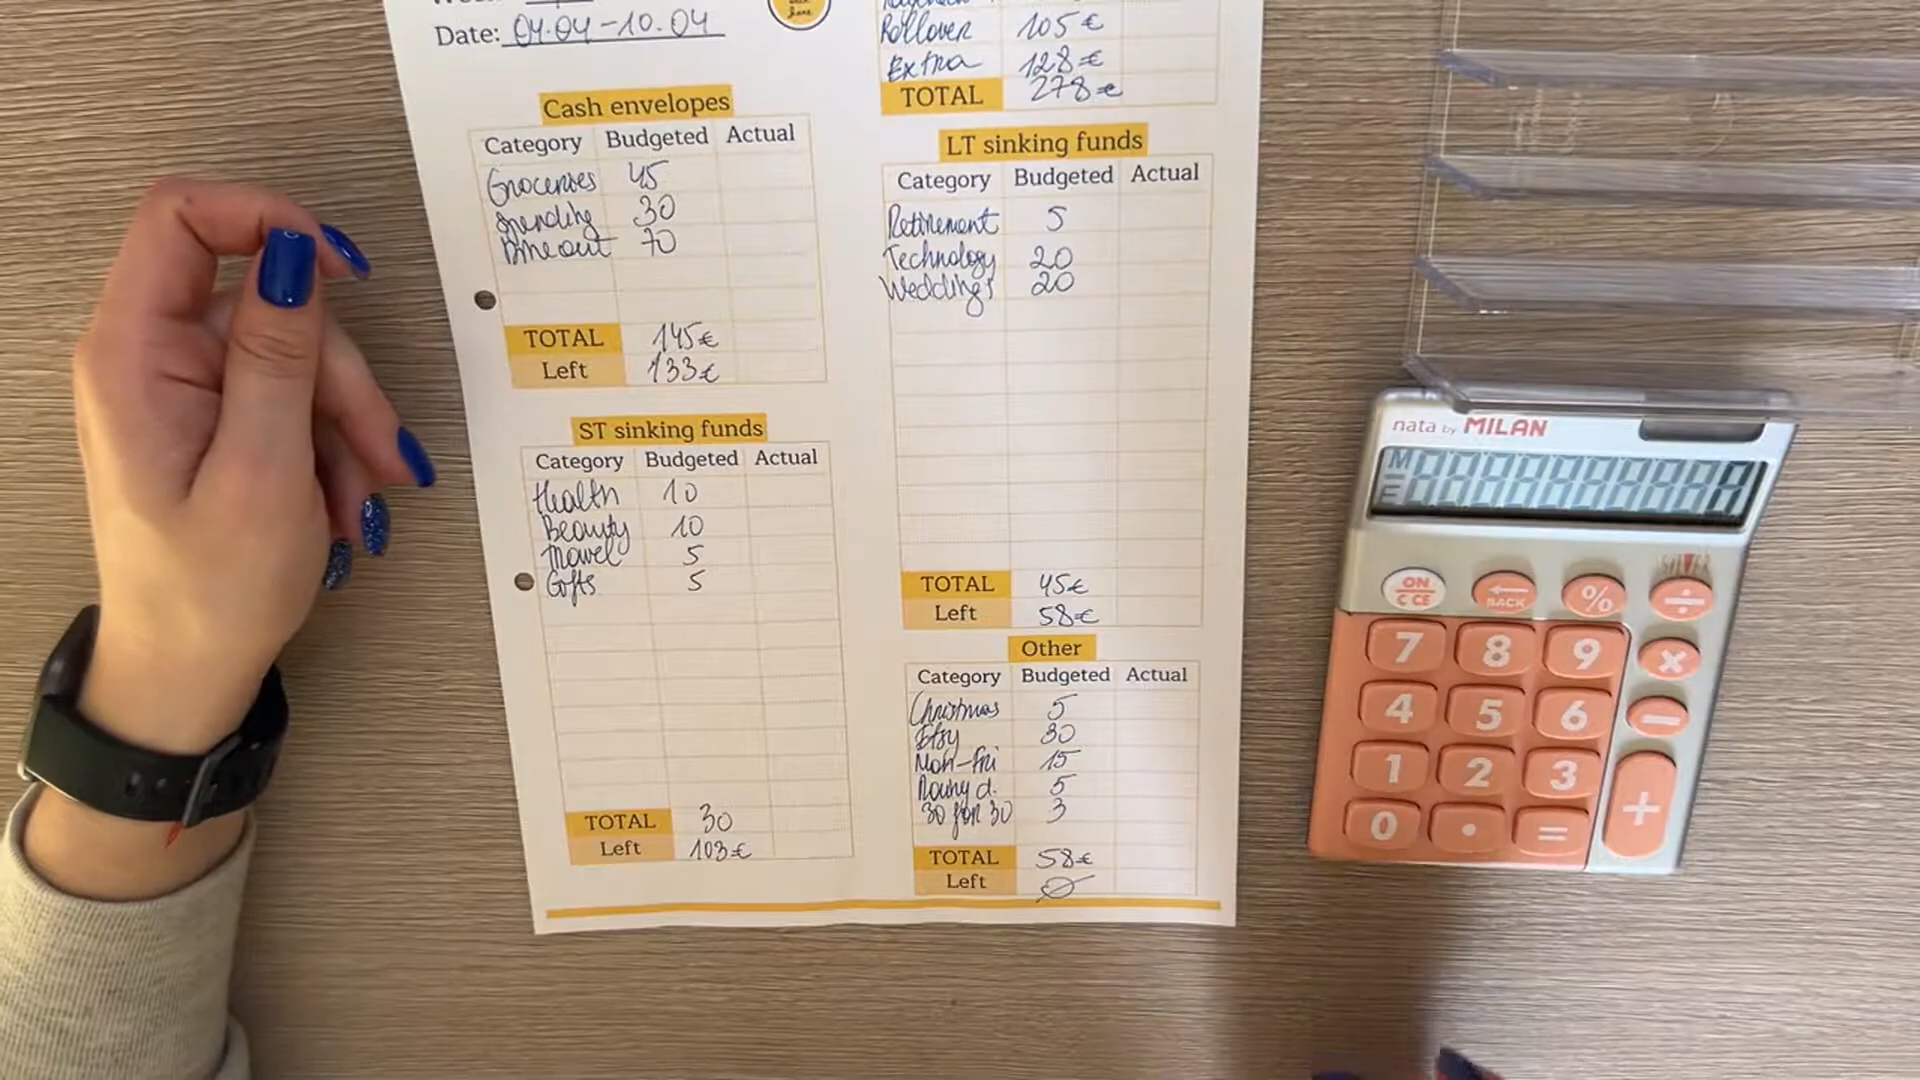 Date: 04.04-10.04
Rollover 105€
Extra 128€
TOTAL 278€
Cash envelopes
Category Budgeted Actual
Groceries 45
Spending 30
Dine out 70
TOTAL 145€
Left 133€
ST sinking funds
Category Budgeted Actual
Health 10
Beauty 10
Travel 5
Gifts 5
TOTAL 30
Left 103€
LT sinking funds
Category Budgeted Actual
Retirement 5
Technology 20
Weddings 20
TOTAL 45€
Left 58€
Other
Category Budgeted Actual
Christmas 5
Etsy 30
Mon-Fri 15
Rainy d. 5
30 for 30 3
TOTAL 58€
Left 0
nata by MILAN
M
E
ON
C CE
BACK
%
÷
7 8 9 ×
4 5 6 −
1 2 3 +
0 . =